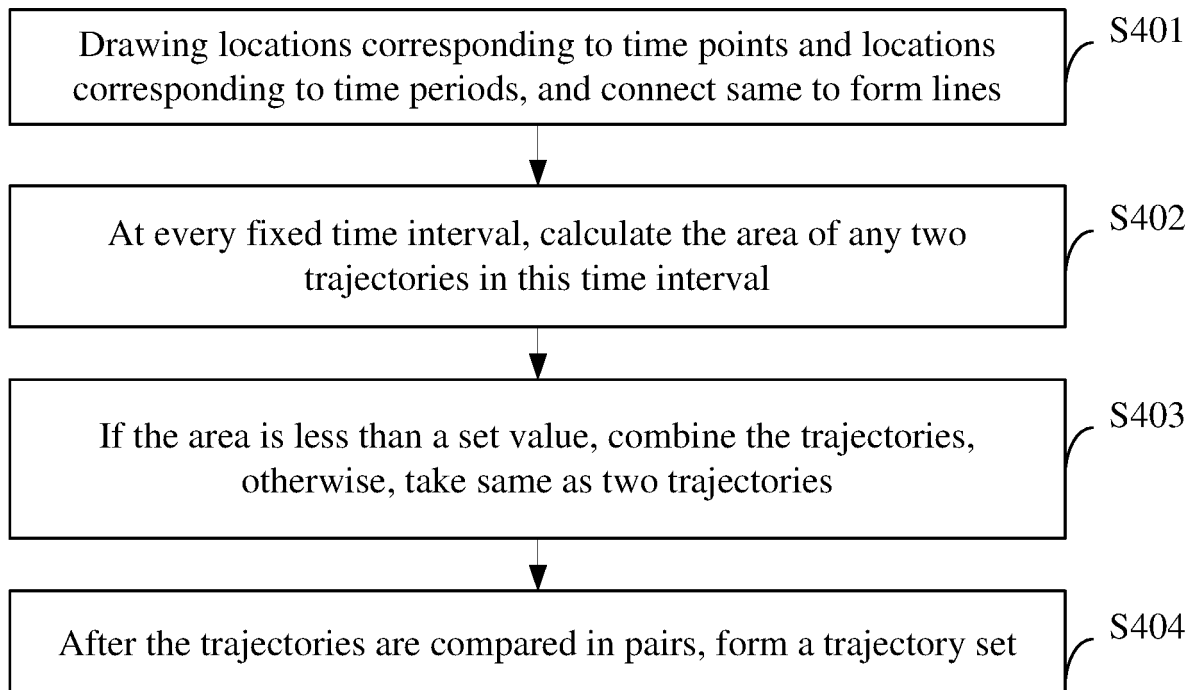 Drawing locations corresponding to time points and locations
corresponding to time periods, and connect same to form lines
S401
At every fixed time interval, calculate the area of any two
trajectories in this time interval
S402
If the area is less than a set value, combine the trajectories,
otherwise, take same as two trajectories
S403
After the trajectories are compared in pairs, form a trajectory set
S404